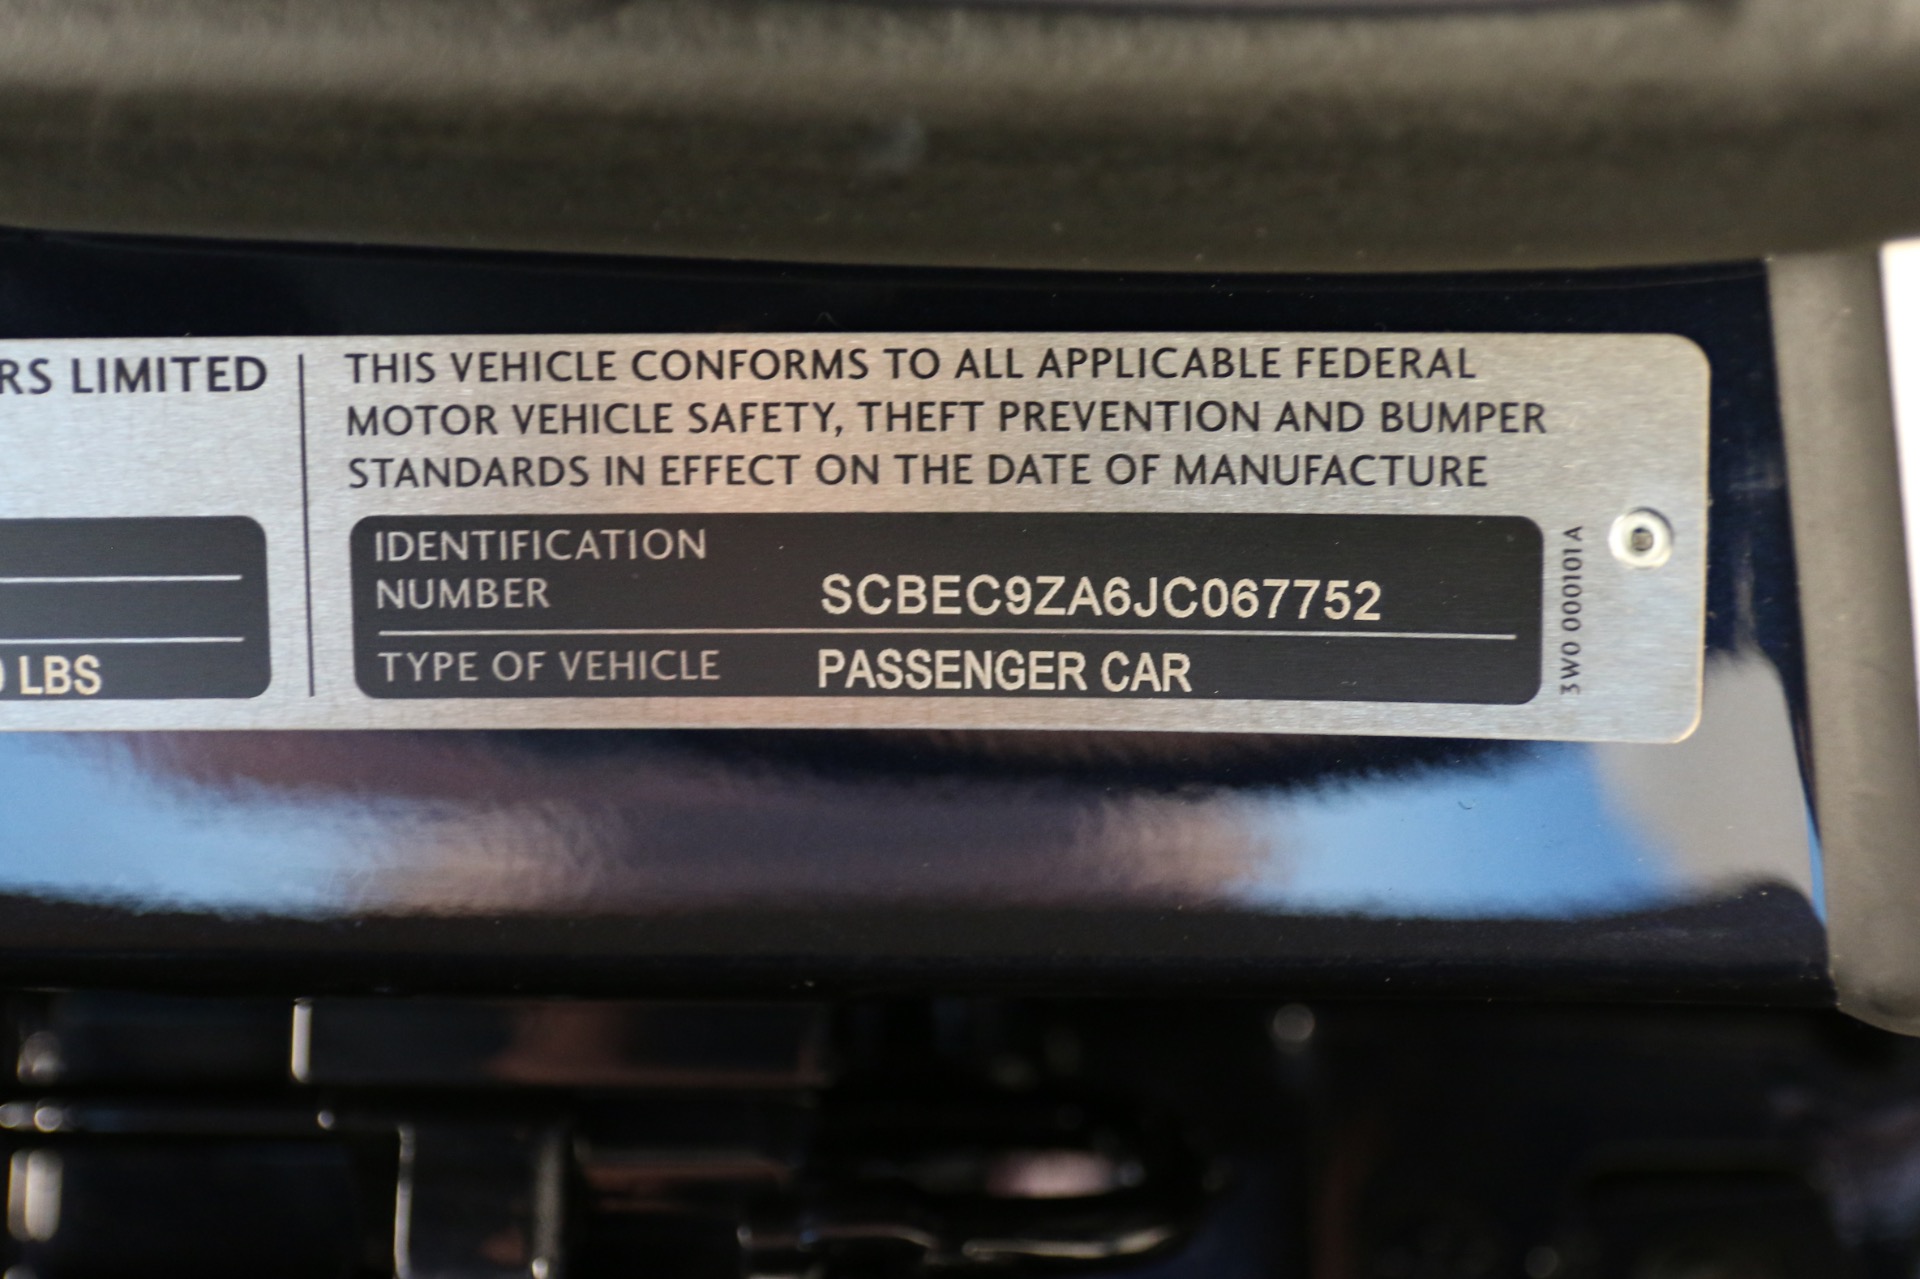 RS LIMITED
LBS
THIS VEHICLE CONFORMS TO ALL APPLICABLE FEDERAL
MOTOR VEHICLE SAFETY, THEFT PREVENTION AND BUMPER
STANDARDS IN EFFECT ON THE DATE OF MANUFACTURE
IDENTIFICATION
NUMBER SCBEC9ZA6JC067752
TYPE OF VEHICLE PASSENGER CAR
3W0 000101A